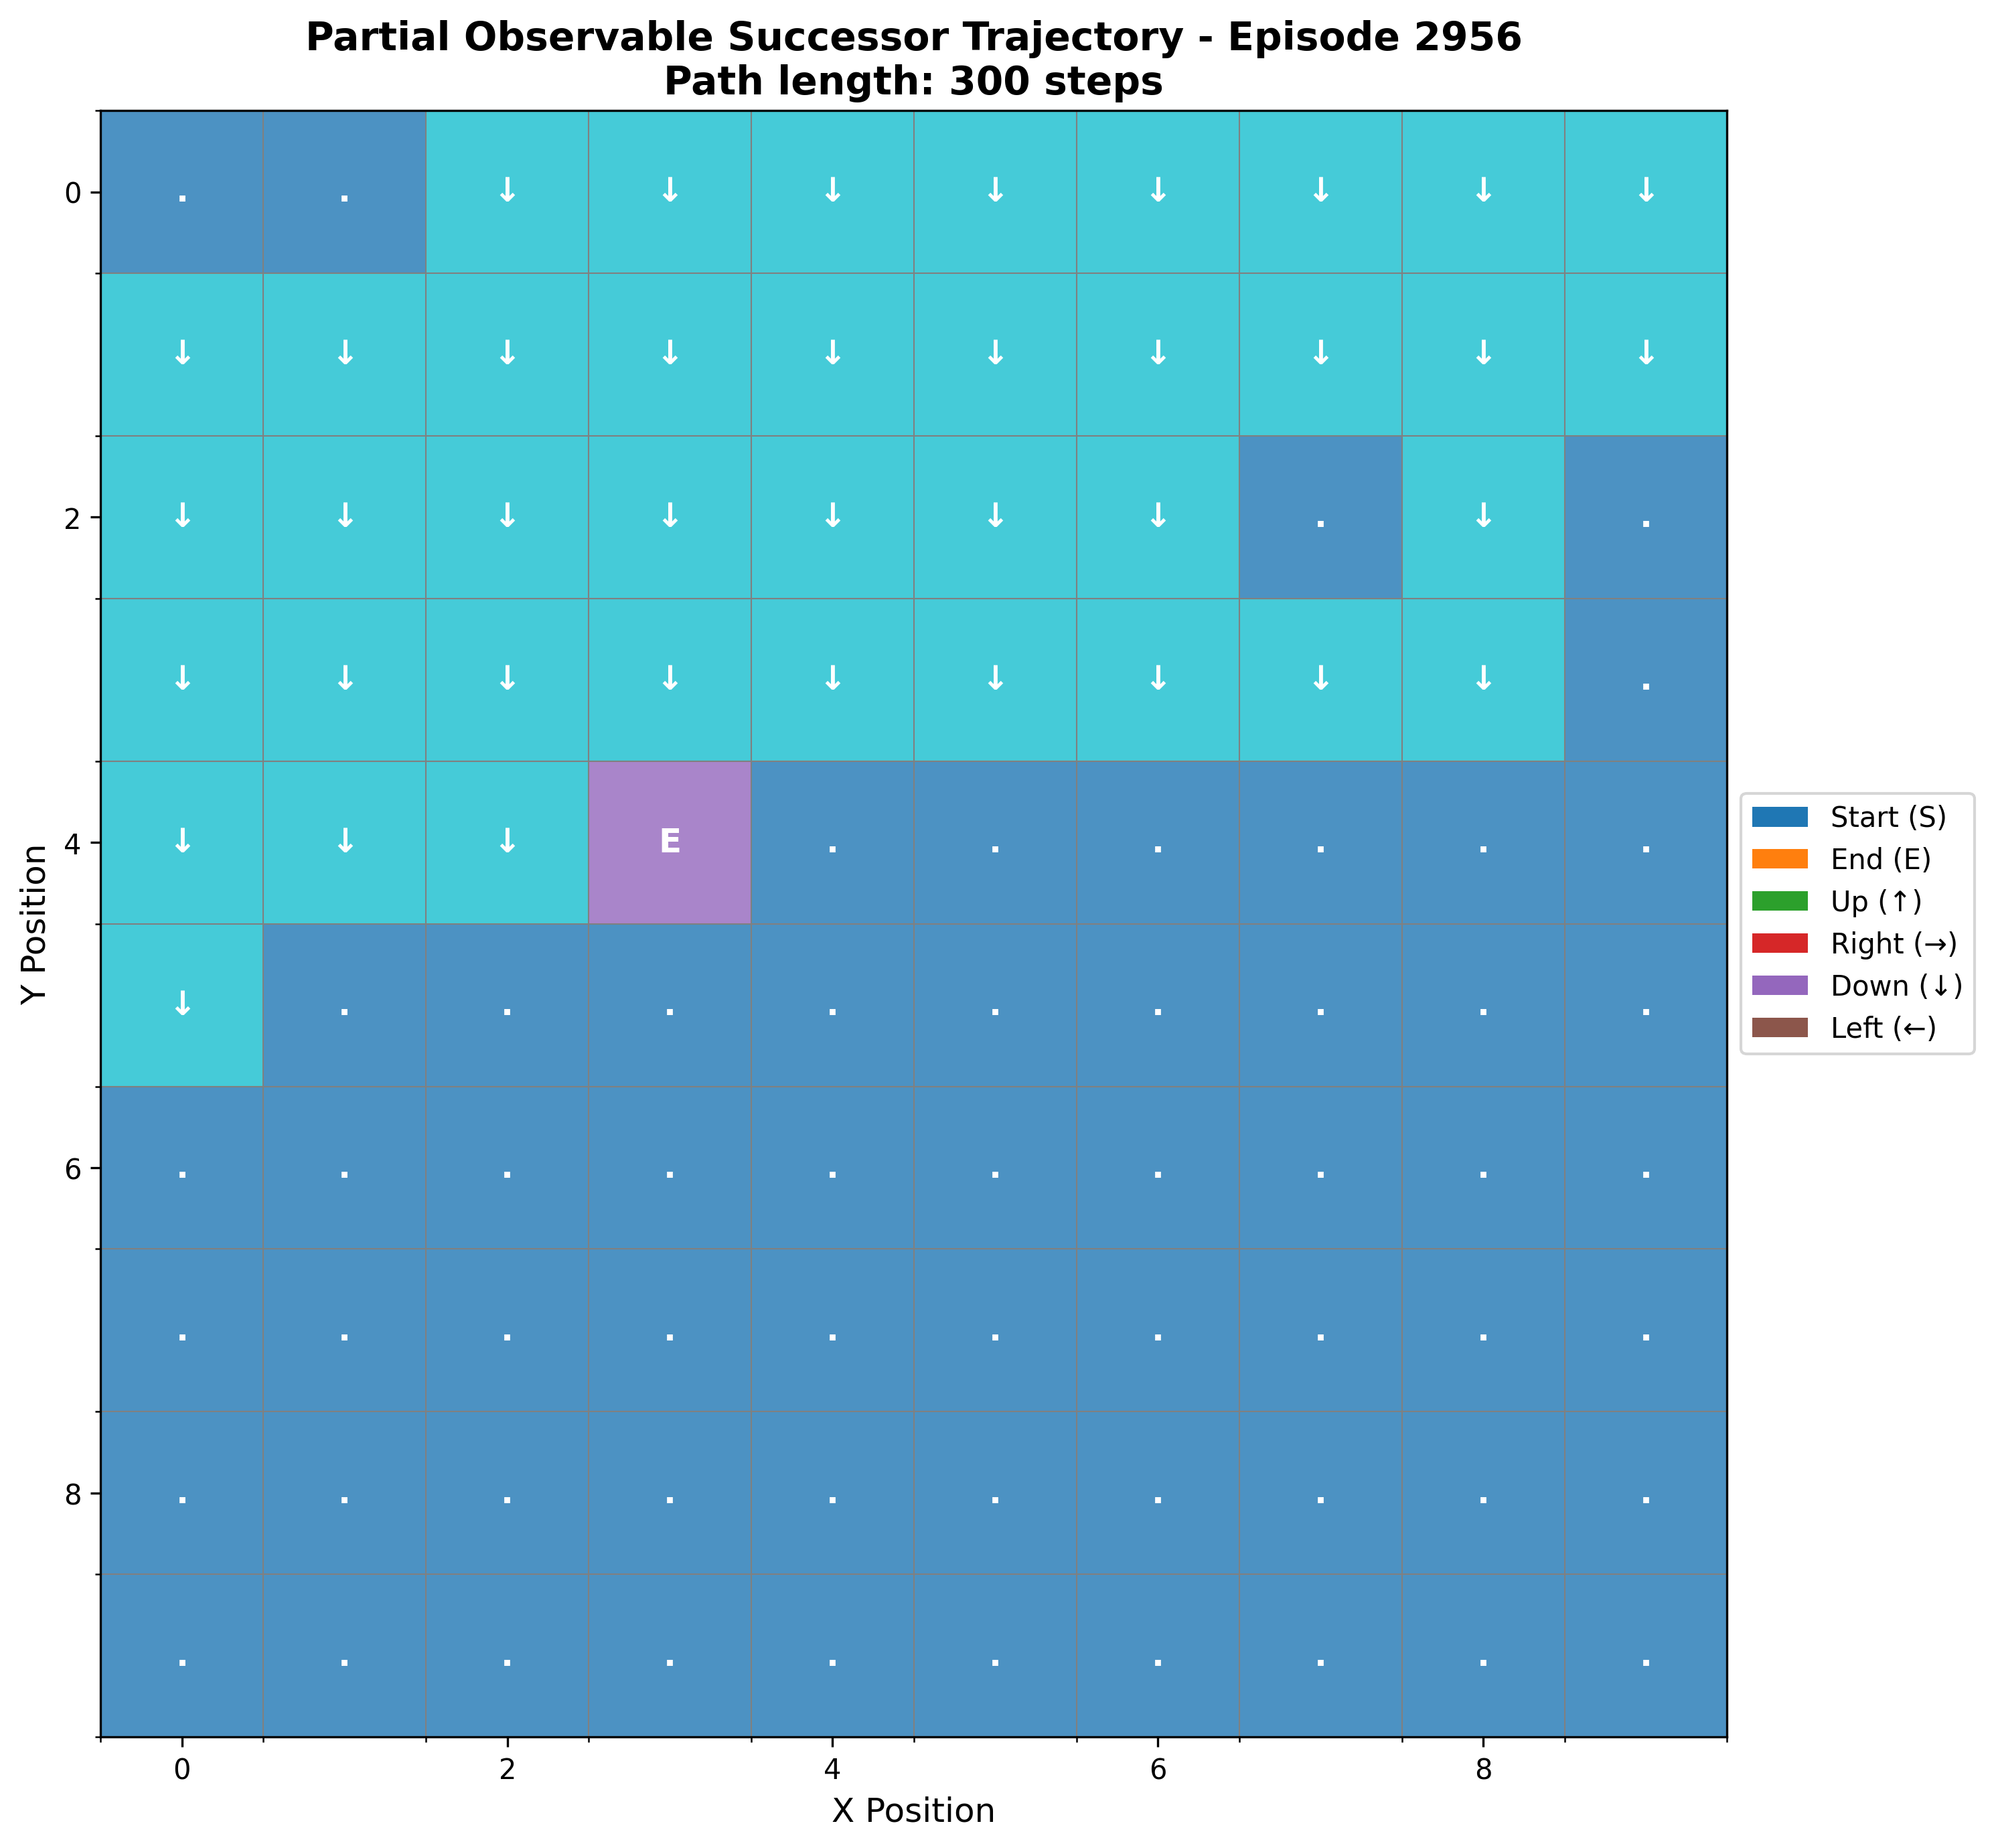 Partial Observable Successor Trajectory - Episode 2956
Path length: 300 steps
0 . . ↓ ↓ ↓ ↓ ↓ ↓ ↓ ↓
↓ ↓ ↓ ↓ ↓ ↓ ↓ ↓ ↓ ↓
2 ↓ ↓ ↓ ↓ ↓ ↓ ↓ . ↓ .
↓ ↓ ↓ ↓ ↓ ↓ ↓ ↓ ↓ .
4 ↓ ↓ ↓ E . . . . . .
↓ . . . . . . . . .
6 . . . . . . . . . .
. . . . . . . . . .
8 . . . . . . . . . .
. . . . . . . . . .
0 2 4 6 8
X Position
Y Position
Start (S)
End (E)
Up (↑)
Right (→)
Down (↓)
Left (←)